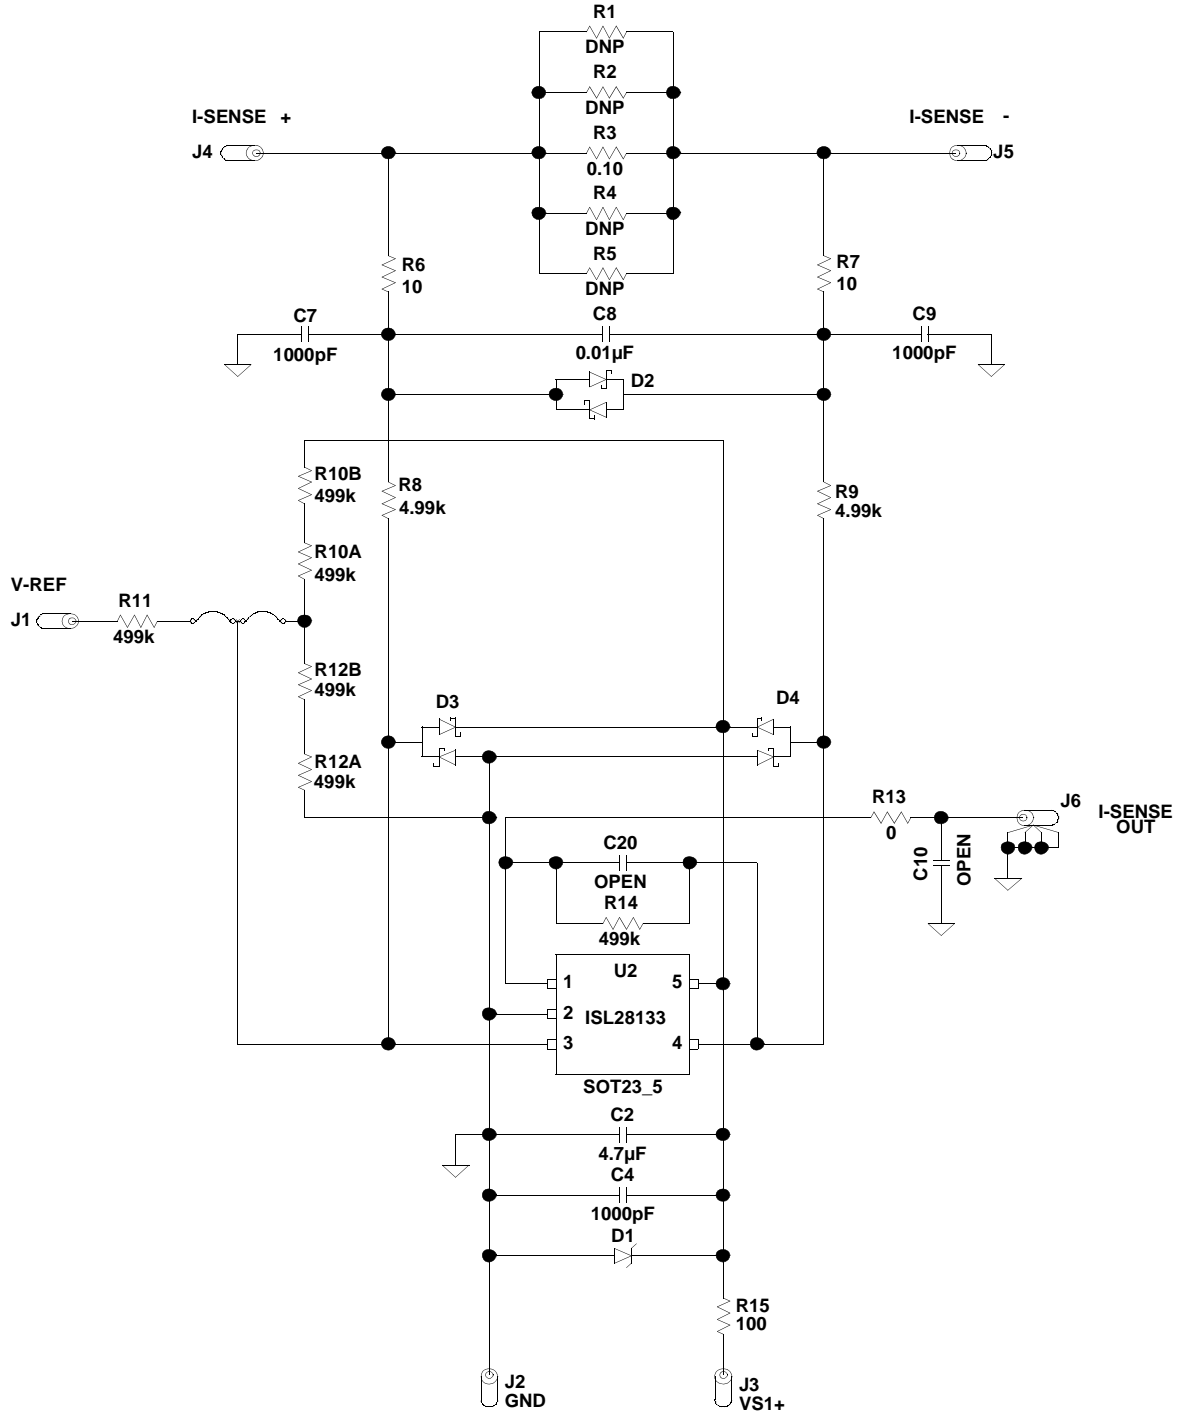 R1
DNP
R2
DNP
I-SENSE +
I-SENSE -
R3
J4
J5
0.10
R4
DNP
R5
DNP
R6
10
R7
10
C7
1000pF
C8
0.01µF
C9
1000pF
D2
R10B
499k
R8
4.99k
R9
4.99k
R10A
499k
V-REF
J1
R11
499k
R12B
499k
D3
D4
R12A
499k
R13
0
J6
I-SENSE
OUT
C10
OPEN
C20
OPEN
R14
499k
U2
1
5
2
ISL28133
3
4
SOT23_5
C2
4.7µF
C4
1000pF
D1
R15
100
J2
GND
J3
VS1+